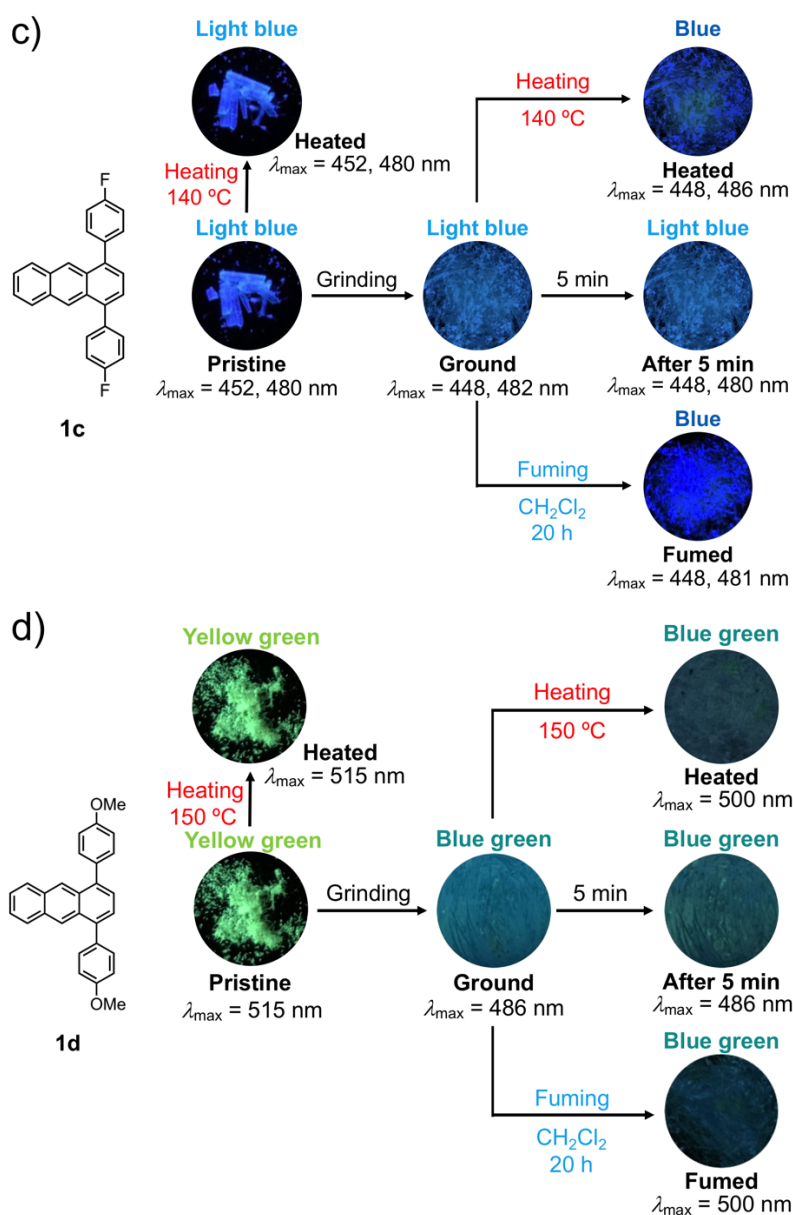 c)
Light blue
Heated
λmax = 452, 480 nm
Heating
140 ºC
Light blue
Pristine
λmax = 452, 480 nm
Grinding
Light blue
Ground
λmax = 448, 482 nm
Heating
140 ºC
Blue
Heated
λmax = 448, 486 nm
5 min
Light blue
After 5 min
λmax = 448, 480 nm
Fuming
CH2Cl2
20 h
Blue
Fumed
λmax = 448, 481 nm
F
F
1c
d)
Yellow green
Heated
λmax = 515 nm
Heating
150 ºC
Yellow green
Pristine
λmax = 515 nm
Grinding
Blue green
Ground
λmax = 486 nm
Heating
150 ºC
Blue green
Heated
λmax = 500 nm
5 min
Blue green
After 5 min
λmax = 486 nm
Fuming
CH2Cl2
20 h
Blue green
Fumed
λmax = 500 nm
OMe
OMe
1d